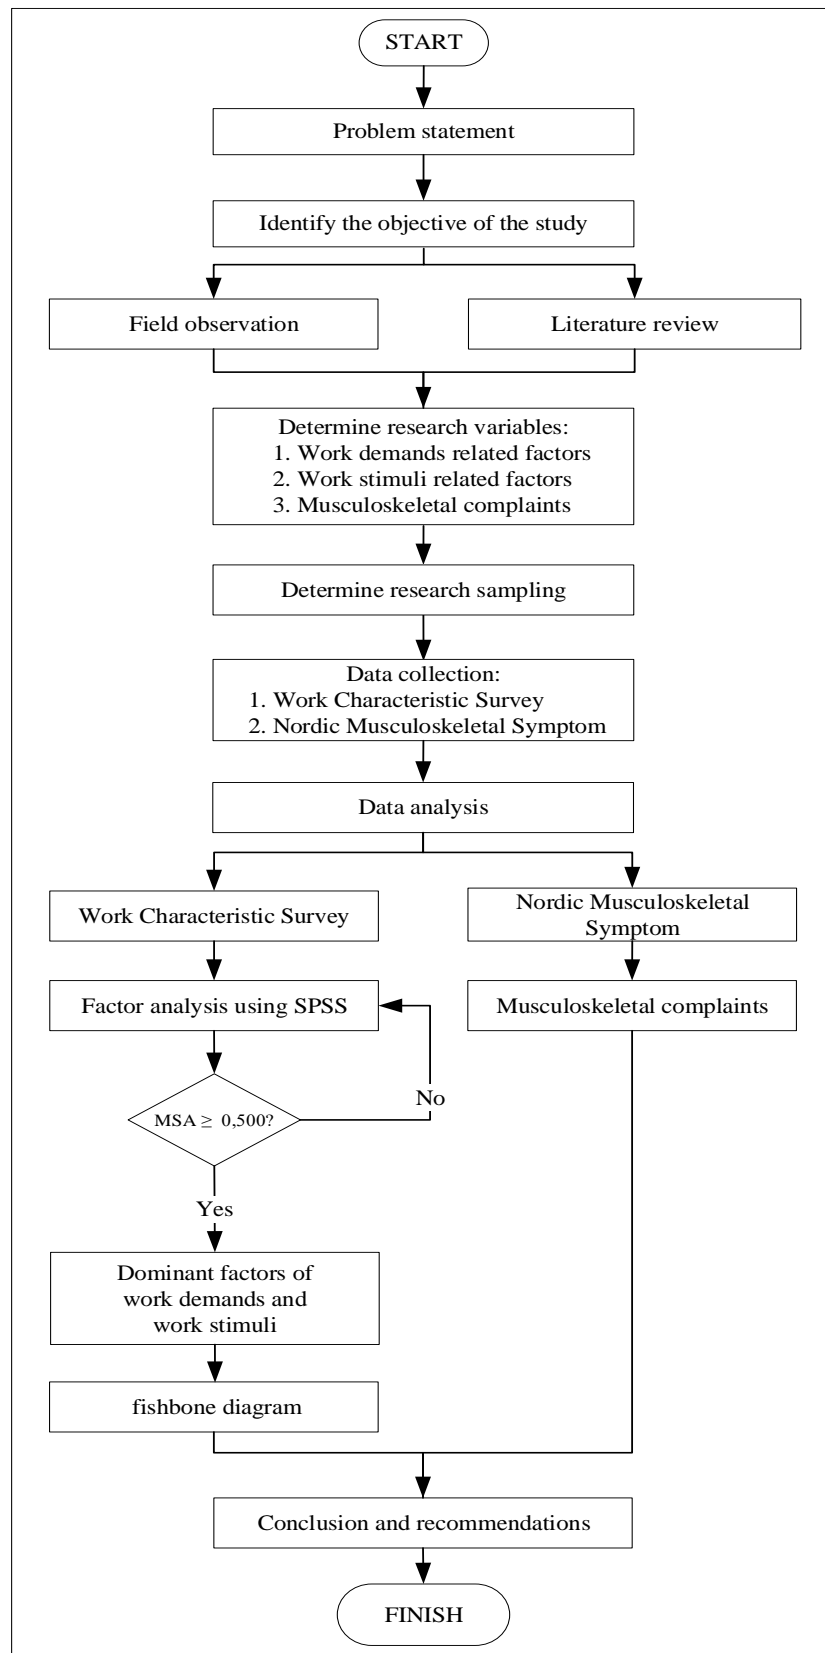 START
Problem statement
Identify the objective of the study
Field observation
Literature review
Determine research variables:
1. Work demands related factors
2. Work stimuli related factors
3. Musculoskeletal complaints
Determine research sampling
Data collection:
1. Work Characteristic Survey
2. Nordic Musculoskeletal Symptom
Data analysis
Work Characteristic Survey
Nordic Musculoskeletal
Symptom
Factor analysis using SPSS
Musculoskeletal complaints
No
MSA ≥ 0,500?
Yes
Dominant factors of
work demands and
work stimuli
fishbone diagram
Conclusion and recommendations
FINISH